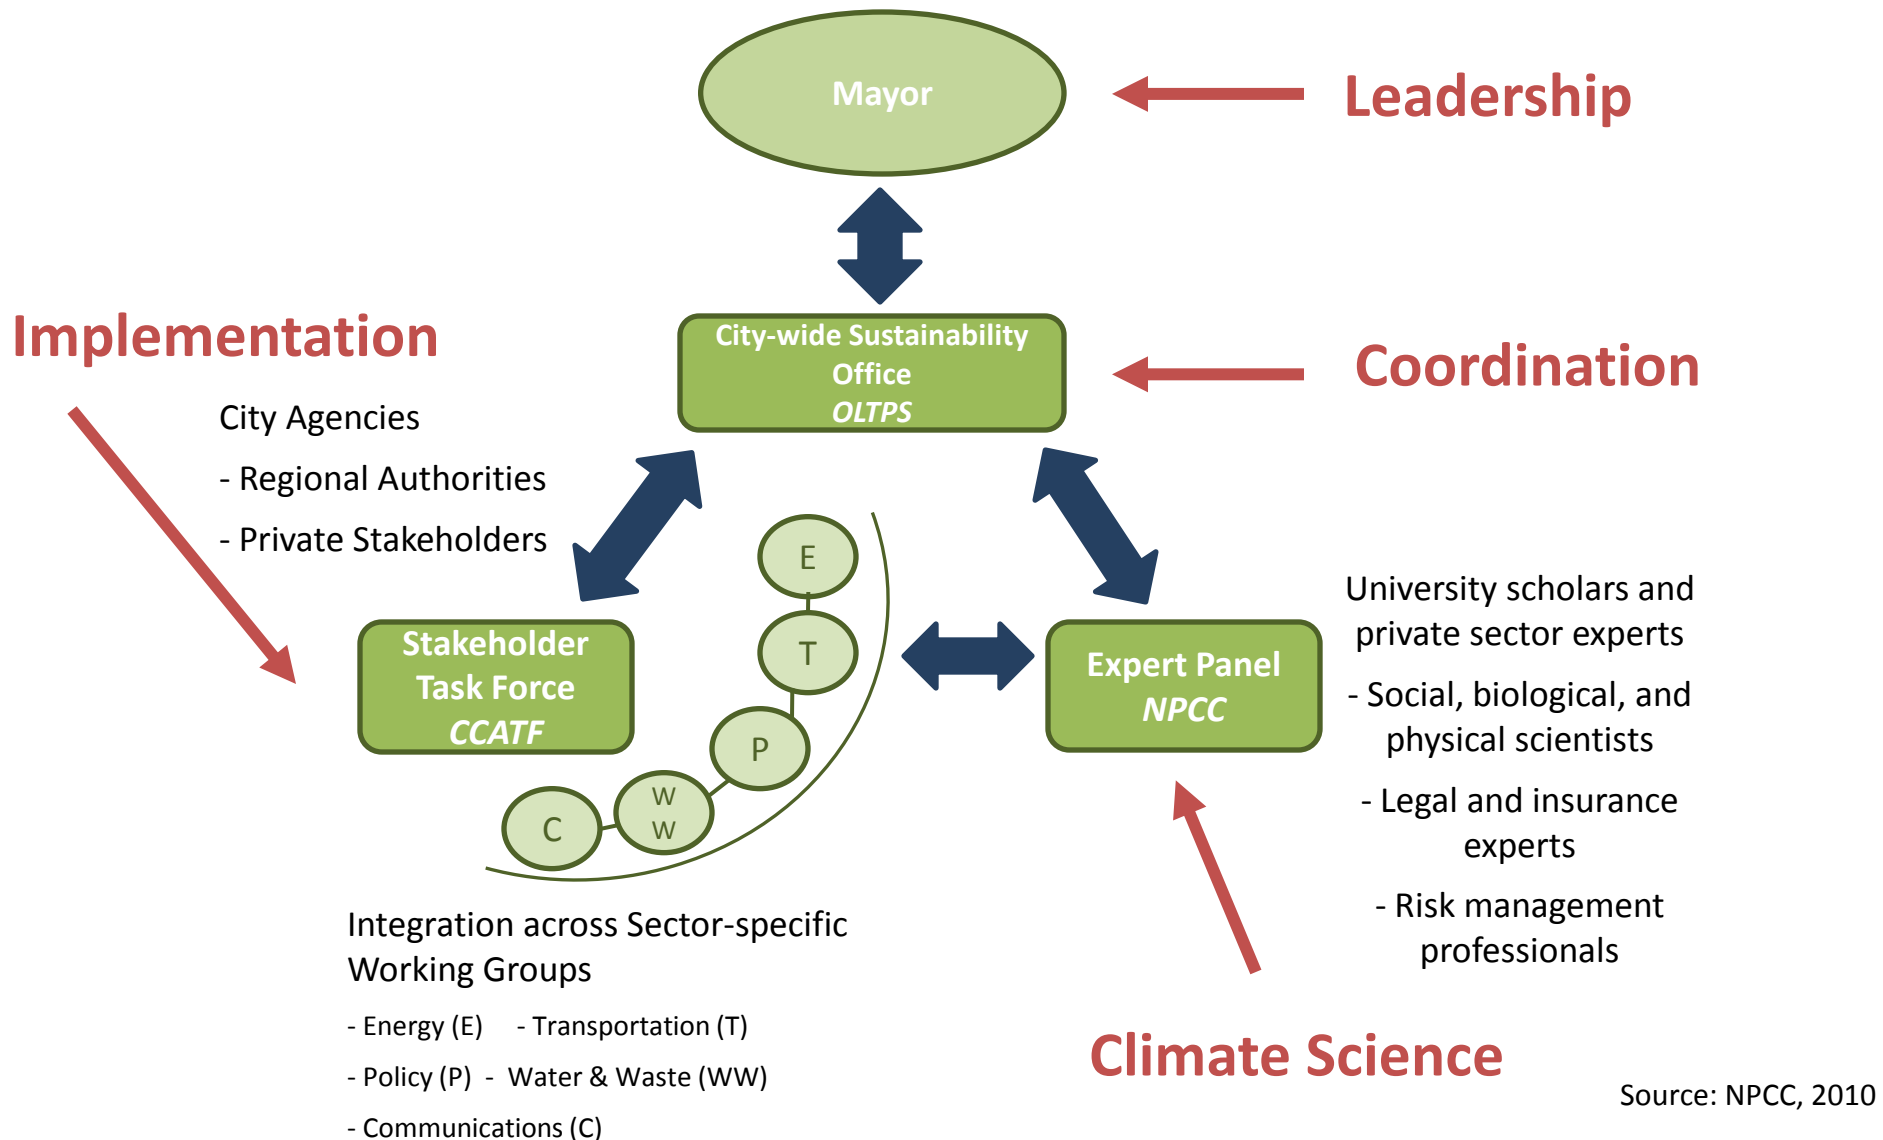 Mayor
Leadership
City-wide Sustainability
Office
OLTPS
Coordination
Implementation
City Agencies
- Regional Authorities
- Private Stakeholders
E
T
P
W
W
C
Stakeholder
Task Force
CCATF
Expert Panel
NPCC
University scholars and
private sector experts
- Social, biological, and
physical scientists
- Legal and insurance
experts
- Risk management
professionals
Integration across Sector-specific
Working Groups
- Energy (E) - Transportation (T)
- Policy (P) - Water & Waste (WW)
- Communications (C)
Climate Science
Source: NPCC, 2010